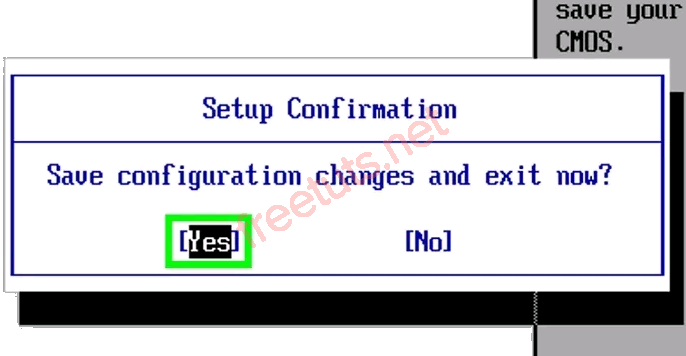 save your
CMOS.
Setup Confirmation
Save configuration changes and exit now?
[Yes] [No]
freetuts.net